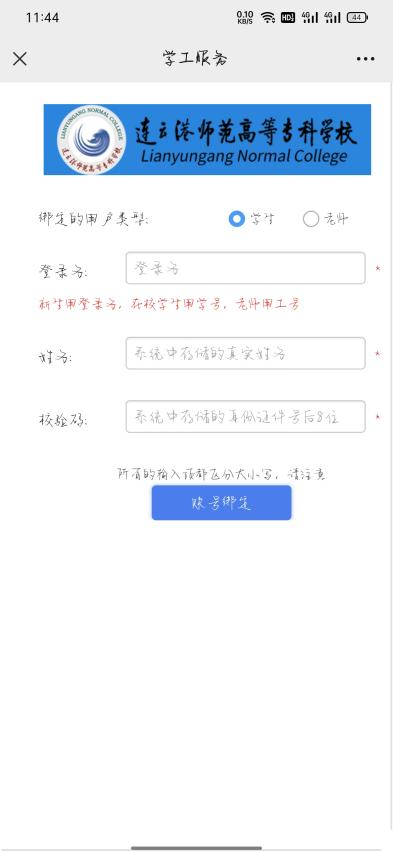 11:44
0.10 KB/S HD 4G 4G 44
学工服务
LIANYUNGANG NORMAL COLLEGE
连云港师范高等专科学校
连云港师范高等专科学校
Lianyungang Normal College
绑定的用户类型: 学生 老师
登录名: 登录名 *
新生用登录名,在校学生用学号,老师用工号
姓名: 系统中存储的真实姓名 *
校验码: 系统中存储的身份证件号后8位 *
所有的输入项都区分大小写,请注意
账号绑定